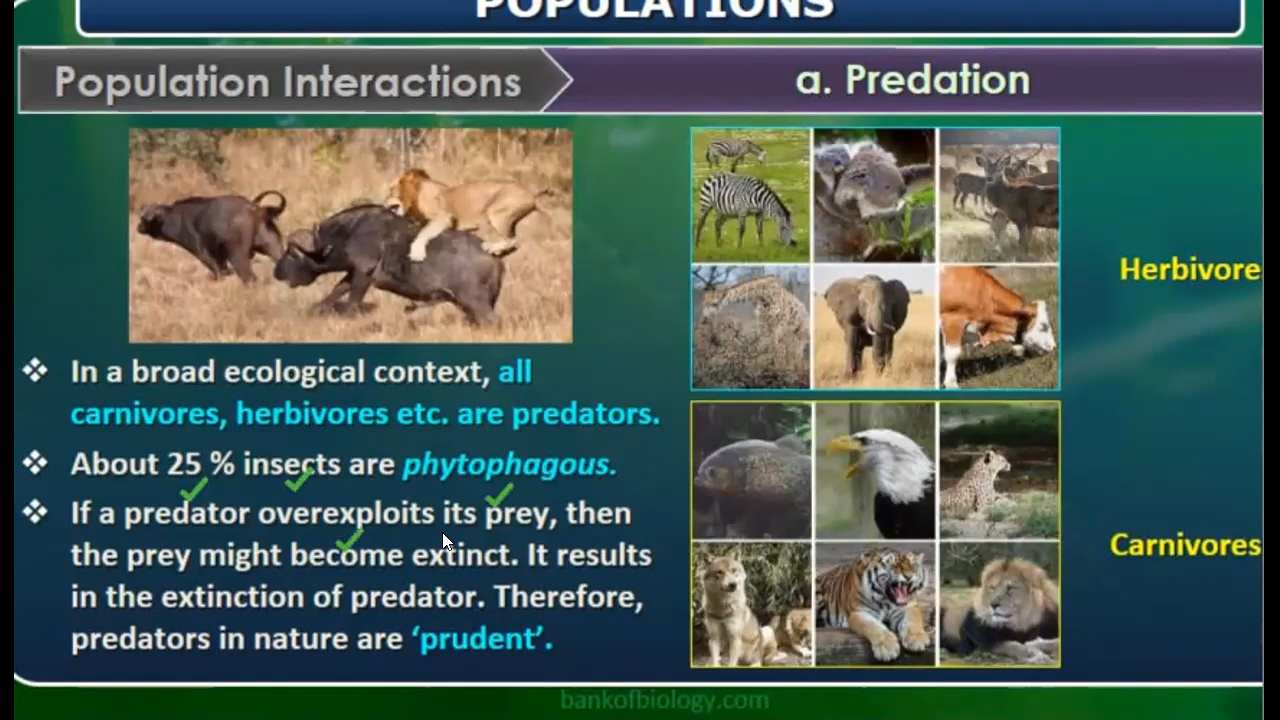 POPULATIONS
Population Interactions
a. Predation
Herbivore
❖ In a broad ecological context, all
carnivores, herbivores etc. are predators.
❖ About 25 % insects are phytophagous.
❖ If a predator overexploits its prey, then
the prey might become extinct. It results
in the extinction of predator. Therefore,
predators in nature are ‘prudent’.
Carnivores
bankofbiology.com